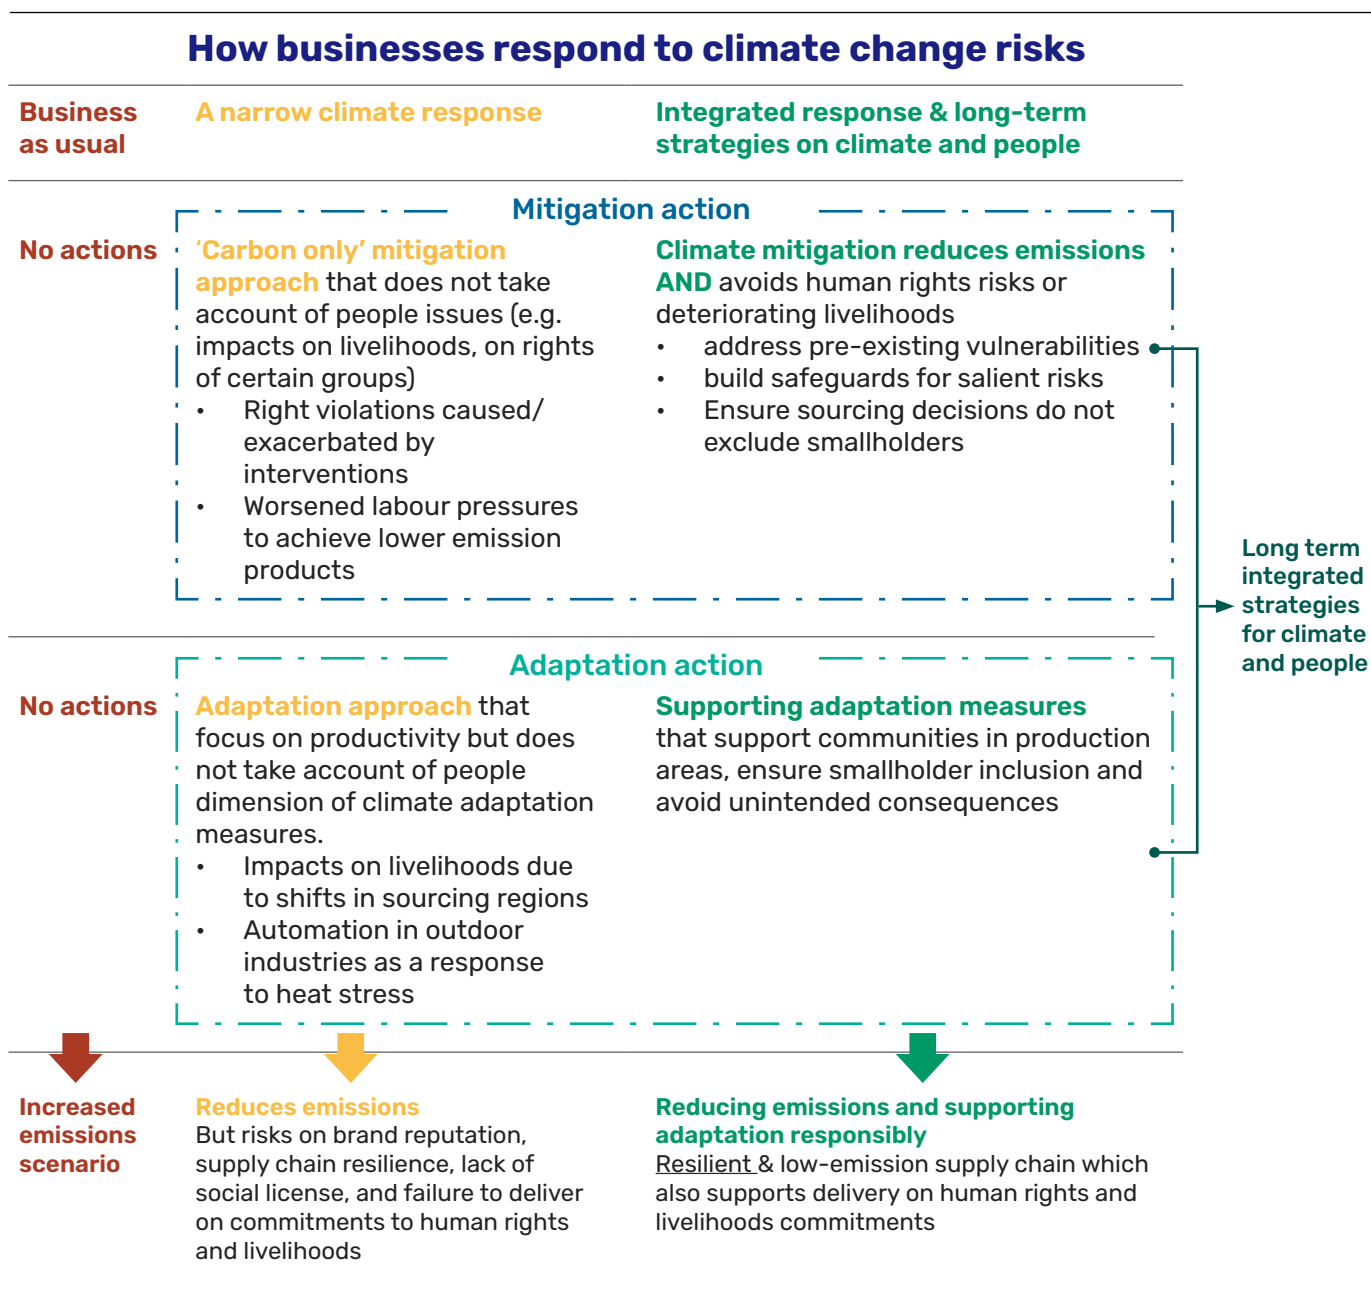 How businesses respond to climate change risks
Business
as usual
A narrow climate response
Integrated response & long-term
strategies on climate and people
Mitigation action
No actions
'Carbon only' mitigation
approach that does not take
account of people issues (e.g.
impacts on livelihoods, on rights
of certain groups)
• Right violations caused/
exacerbated by
interventions
• Worsened labour pressures
to achieve lower emission
products
Climate mitigation reduces emissions
AND avoids human rights risks or
deteriorating livelihoods
• address pre-existing vulnerabilities
• build safeguards for salient risks
• Ensure sourcing decisions do not
exclude smallholders
Long term
integrated
strategies
for climate
and people
Adaptation action
No actions
Adaptation approach that
focus on productivity but does
not take account of people
dimension of climate adaptation
measures.
• Impacts on livelihoods due
to shifts in sourcing regions
• Automation in outdoor
industries as a response
to heat stress
Supporting adaptation measures
that support communities in production
areas, ensure smallholder inclusion and
avoid unintended consequences
Increased
emissions
scenario
Reduces emissions
But risks on brand reputation,
supply chain resilience, lack of
social license, and failure to deliver
on commitments to human rights
and livelihoods
Reducing emissions and supporting
adaptation responsibly
Resilient & low-emission supply chain which
also supports delivery on human rights and
livelihoods commitments